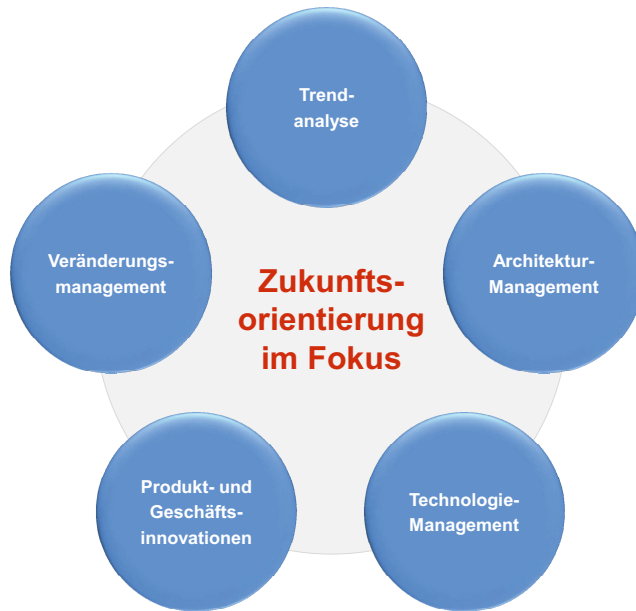 Trend-
analyse
Veränderungs-
management
Architektur-
Management
Zukunfts-
orientierung
im Fokus
Produkt- und
Geschäfts-
innovationen
Technologie-
Management